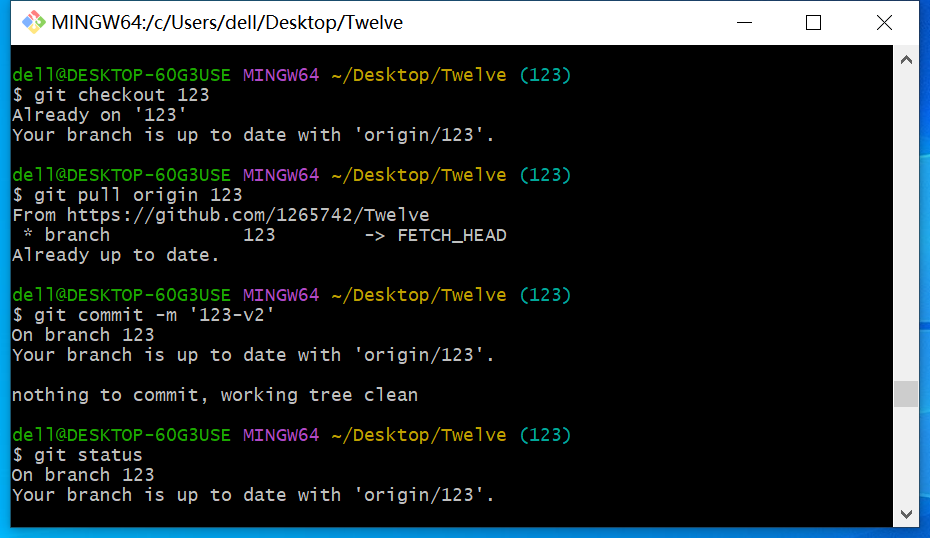 MINGW64:/c/Users/dell/Desktop/Twelve
dell@DESKTOP-60G3USE MINGW64 ~/Desktop/Twelve (123)
$ git checkout 123
Already on '123'
Your branch is up to date with 'origin/123'.
dell@DESKTOP-60G3USE MINGW64 ~/Desktop/Twelve (123)
$ git pull origin 123
From https://github.com/1265742/Twelve
 * branch            123        -> FETCH_HEAD
Already up to date.
dell@DESKTOP-60G3USE MINGW64 ~/Desktop/Twelve (123)
$ git commit -m '123-v2'
On branch 123
Your branch is up to date with 'origin/123'.
nothing to commit, working tree clean
dell@DESKTOP-60G3USE MINGW64 ~/Desktop/Twelve (123)
$ git status
On branch 123
Your branch is up to date with 'origin/123'.